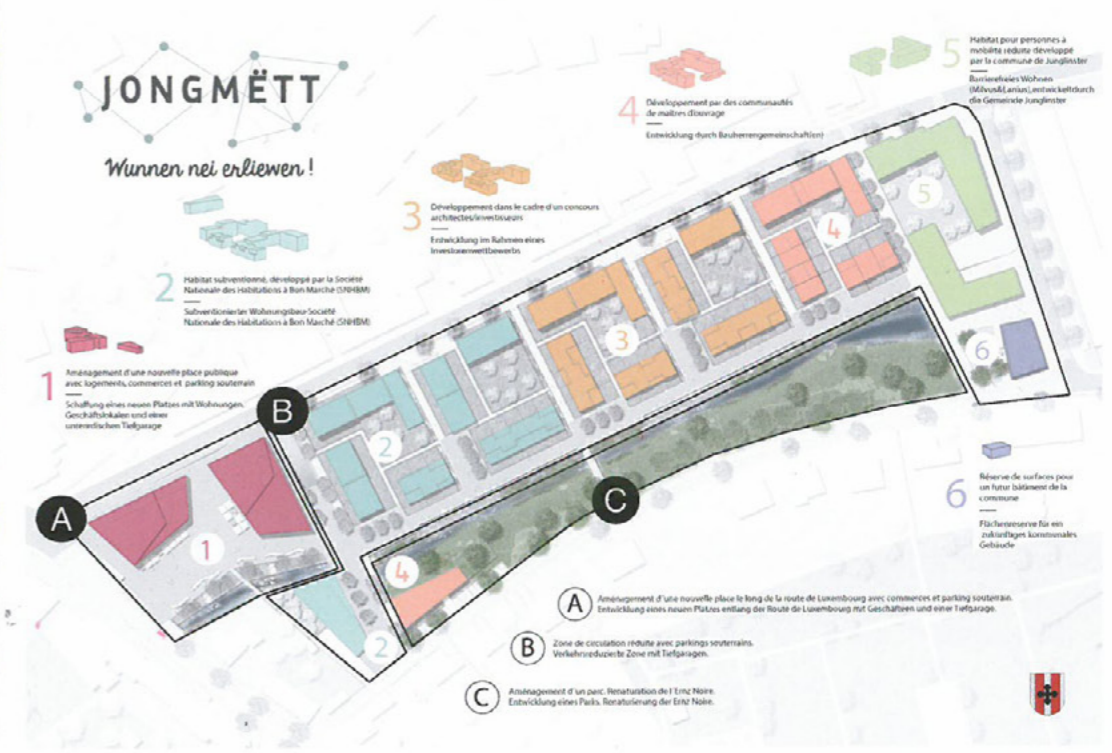 JONGMËTT
Wunnen nei erliewen !
1
Aménagement d'une nouvelle place publique
avec logements, commerces et parking souterrain
Schaffung eines neuen Platzes mit Wohnungen,
Geschäftslokalen und einer
unterirdischen Tiefgarage
2
Habitat subventionné, développé par la Société
Nationale des Habitations à Bon Marché (SNHBM)
Subventionierter Wohnungsbau-Société
Nationale des Habitations à Bon Marché (SNHBM)
3
Développement dans le cadre d'un concours
architectes/investisseurs
Entwicklung im Rahmen eines
Investorenwettbewerbs
4
Développement par des communautés
de maîtres d'ouvrage
Entwicklung durch Bauherrengemeinschaft(en)
5
Habitat pour personnes à
mobilité réduite développé
par la commune de Junglinster
Barrierefreies Wohnen
(Milvus&Lanius), entwickelt durch
die Gemeinde Junglinster
6
Réserve de surfaces pour
un futur bâtiment de la
commune
Flächenreserve für ein
zukünftiges kommunales
Gebäude
A
B
C
1
2
3
4
5
6
4
2
A
Aménagement d'une nouvelle place le long de la route de Luxembourg avec commerces et parking souterrain.
Entwicklung eines neuen Platzes entlang der Route de Luxembourg mit Geschäften und einer Tiefgarage.
B
Zone de circulation réduite avec parkings souterrains.
Verkehrsreduzierte Zone mit Tiefgaragen.
C
Aménagement d'un parc. Renaturation de l'Ernz Noire.
Entwicklung eines Parks. Renaturierung der Ernz Noire.